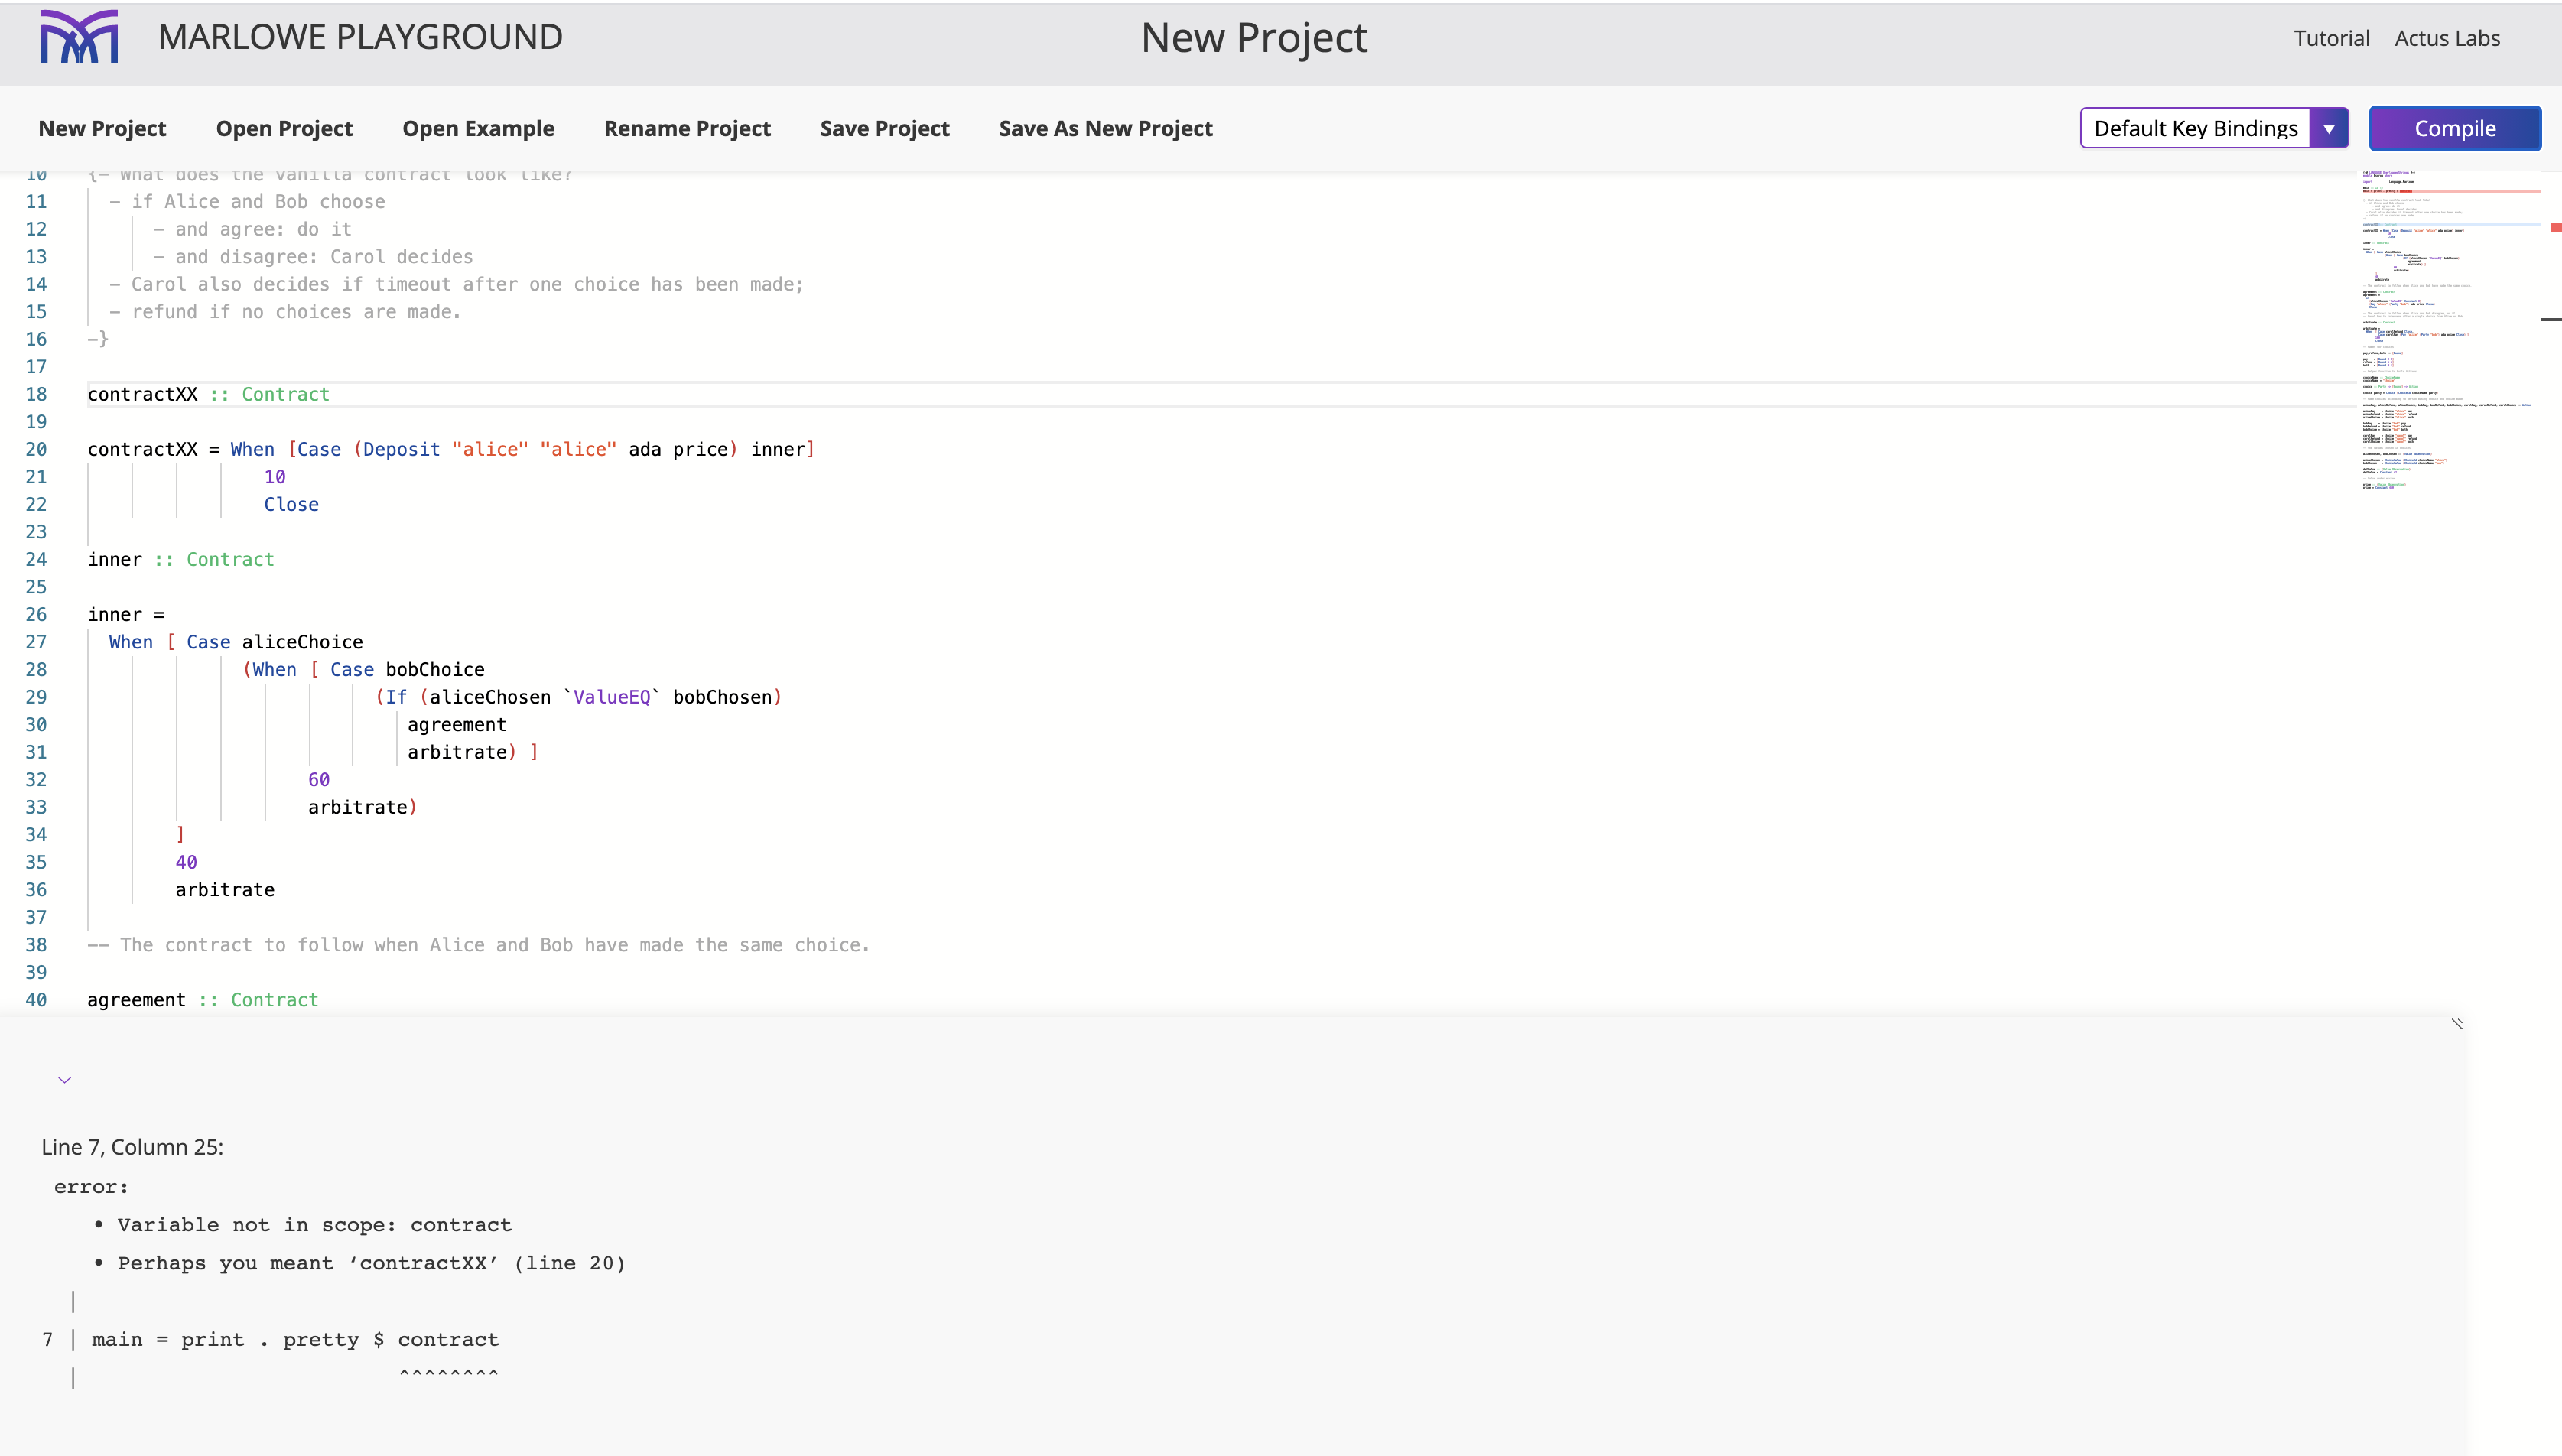 MARLOWE PLAYGROUND
New Project
Tutorial Actus Labs
New Project Open Project Open Example Rename Project Save Project Save As New Project
Default Key Bindings
Compile
10 {- What does the vanilla contract look like?
11 - if Alice and Bob choose
12 - and agree: do it
13 - and disagree: Carol decides
14 - Carol also decides if timeout after one choice has been made;
15 - refund if no choices are made.
16 -}
17
18 contractXX :: Contract
19
20 contractXX = When [Case (Deposit "alice" "alice" ada price) inner]
21 10
22 Close
23
24 inner :: Contract
25
26 inner =
27 When [ Case aliceChoice
28 (When [ Case bobChoice
29 (If (aliceChosen `ValueEQ` bobChosen)
30 agreement
31 arbitrate) ]
32 60
33 arbitrate)
34 ]
35 40
36 arbitrate
37
38 -- The contract to follow when Alice and Bob have made the same choice.
39
40 agreement :: Contract
Line 7, Column 25:
error:
• Variable not in scope: contract
• Perhaps you meant ‘contractXX’ (line 20)
|
7 | main = print . pretty $ contract
| ^^^^^^^^